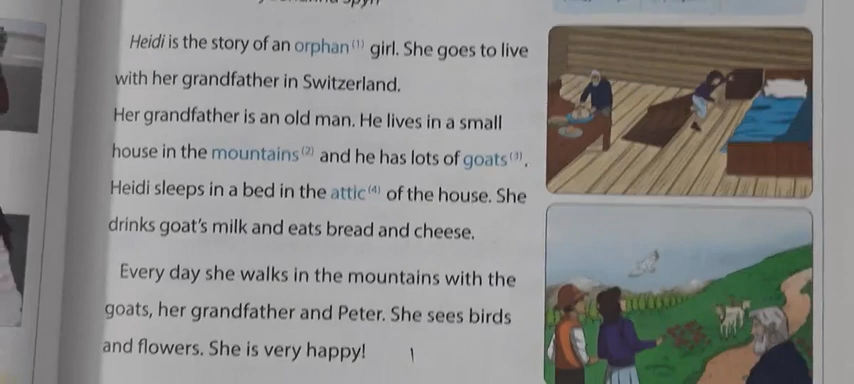 Heidi is the story of an orphan(1) girl. She goes to live
with her grandfather in Switzerland.
Her grandfather is an old man. He lives in a small
house in the mountains(2) and he has lots of goats(3).
Heidi sleeps in a bed in the attic(4) of the house. She
drinks goat's milk and eats bread and cheese.
Every day she walks in the mountains with the
goats, her grandfather and Peter. She sees birds
and flowers. She is very happy!